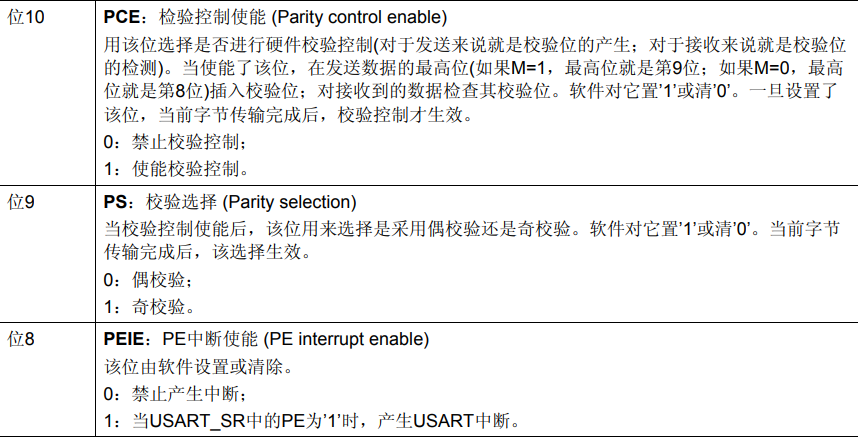 位10
PCE：检验控制使能 (Parity control enable)
用该位选择是否进行硬件校验控制(对于发送来说就是校验位的产生；对于接收来说就是校验位
的检测)。当使能了该位，在发送数据的最高位(如果M=1，最高位就是第9位；如果M=0，最高
位就是第8位)插入校验位；对接收到的数据检查其校验位。软件对它置’1’或清’0’。一旦设置了
该位，当前字节传输完成后，校验控制才生效。
0：禁止校验控制；
1：使能校验控制。
位9
PS：校验选择 (Parity selection)
当校验控制使能后，该位用来选择是采用偶校验还是奇校验。软件对它置’1’或清’0’。当前字节
传输完成后，该选择生效。
0：偶校验；
1：奇校验。
位8
PEIE：PE中断使能 (PE interrupt enable)
该位由软件设置或清除。
0：禁止产生中断；
1：当USART_SR中的PE为’1’时，产生USART中断。